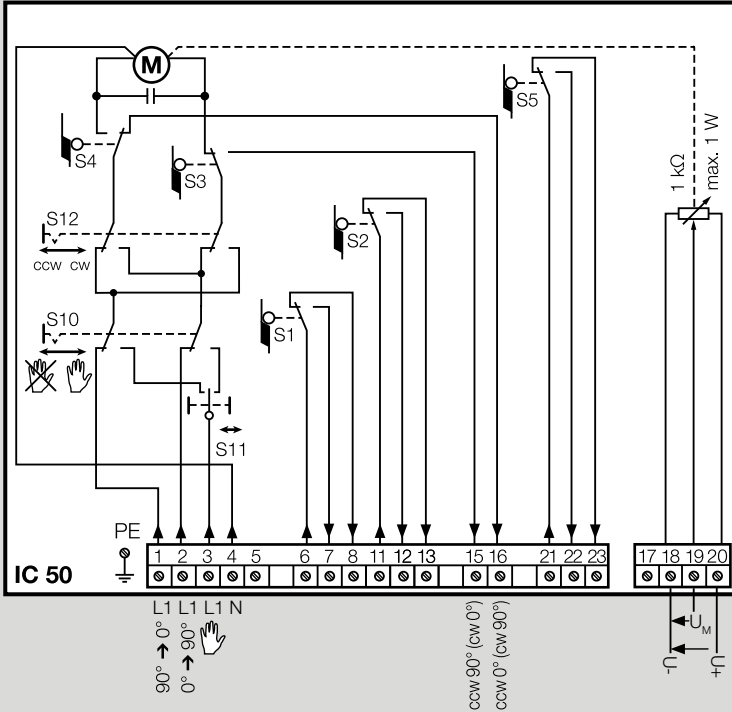 M
S5
S4
S3
1 kΩ
max. 1 W
S12
ccw cw
S2
S10
S1
S11
PE
1 2 3 4 5 6 7 8 11 12 13 15 16 21 22 23 17 18 19 20
IC 50
L1 L1 L1 N
90° ➔ 0°
0° ➔ 90°
ccw 90° (cw 0°)
ccw 0° (cw 90°)
UM
-U
U+